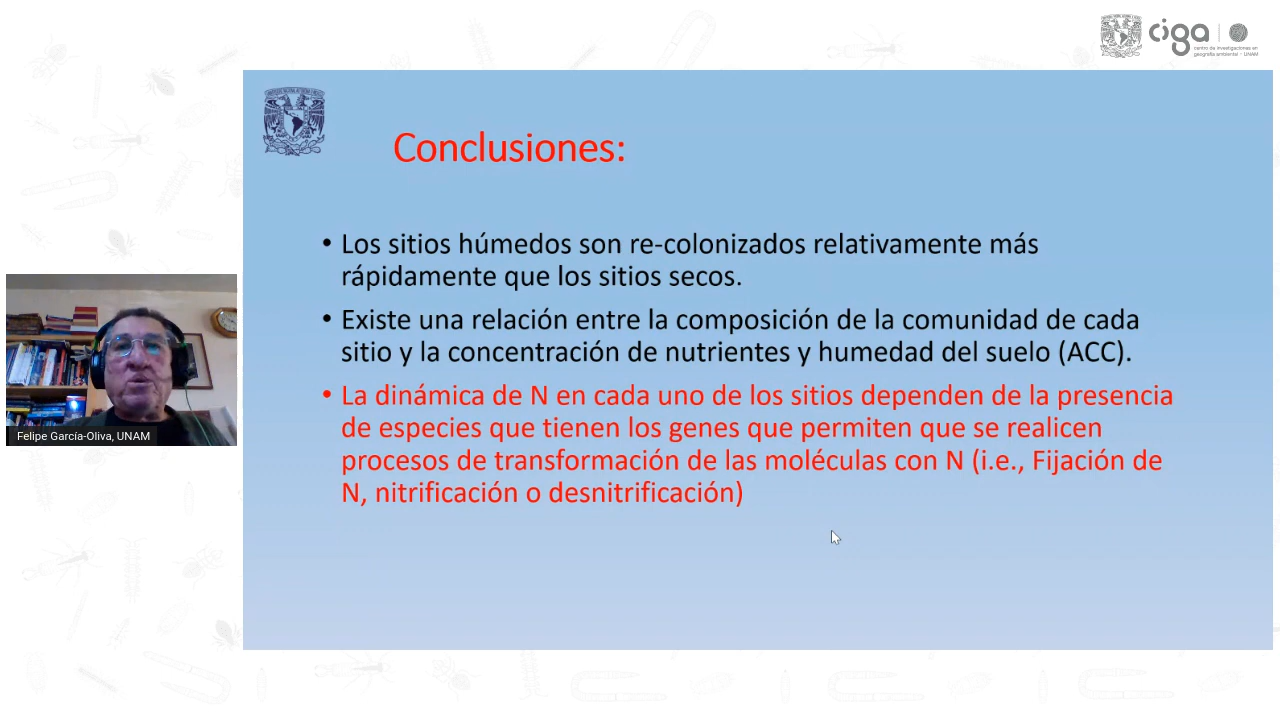 ciga
centro de investigaciones en
geografía ambiental - UNAM
Conclusiones:
• Los sitios húmedos son re-colonizados relativamente más
rápidamente que los sitios secos.
• Existe una relación entre la composición de la comunidad de cada
sitio y la concentración de nutrientes y humedad del suelo (ACC).
• La dinámica de N en cada uno de los sitios dependen de la presencia
de especies que tienen los genes que permiten que se realicen
procesos de transformación de las moléculas con N (i.e., Fijación de
N, nitrificación o desnitrificación)
Felipe García-Oliva, UNAM